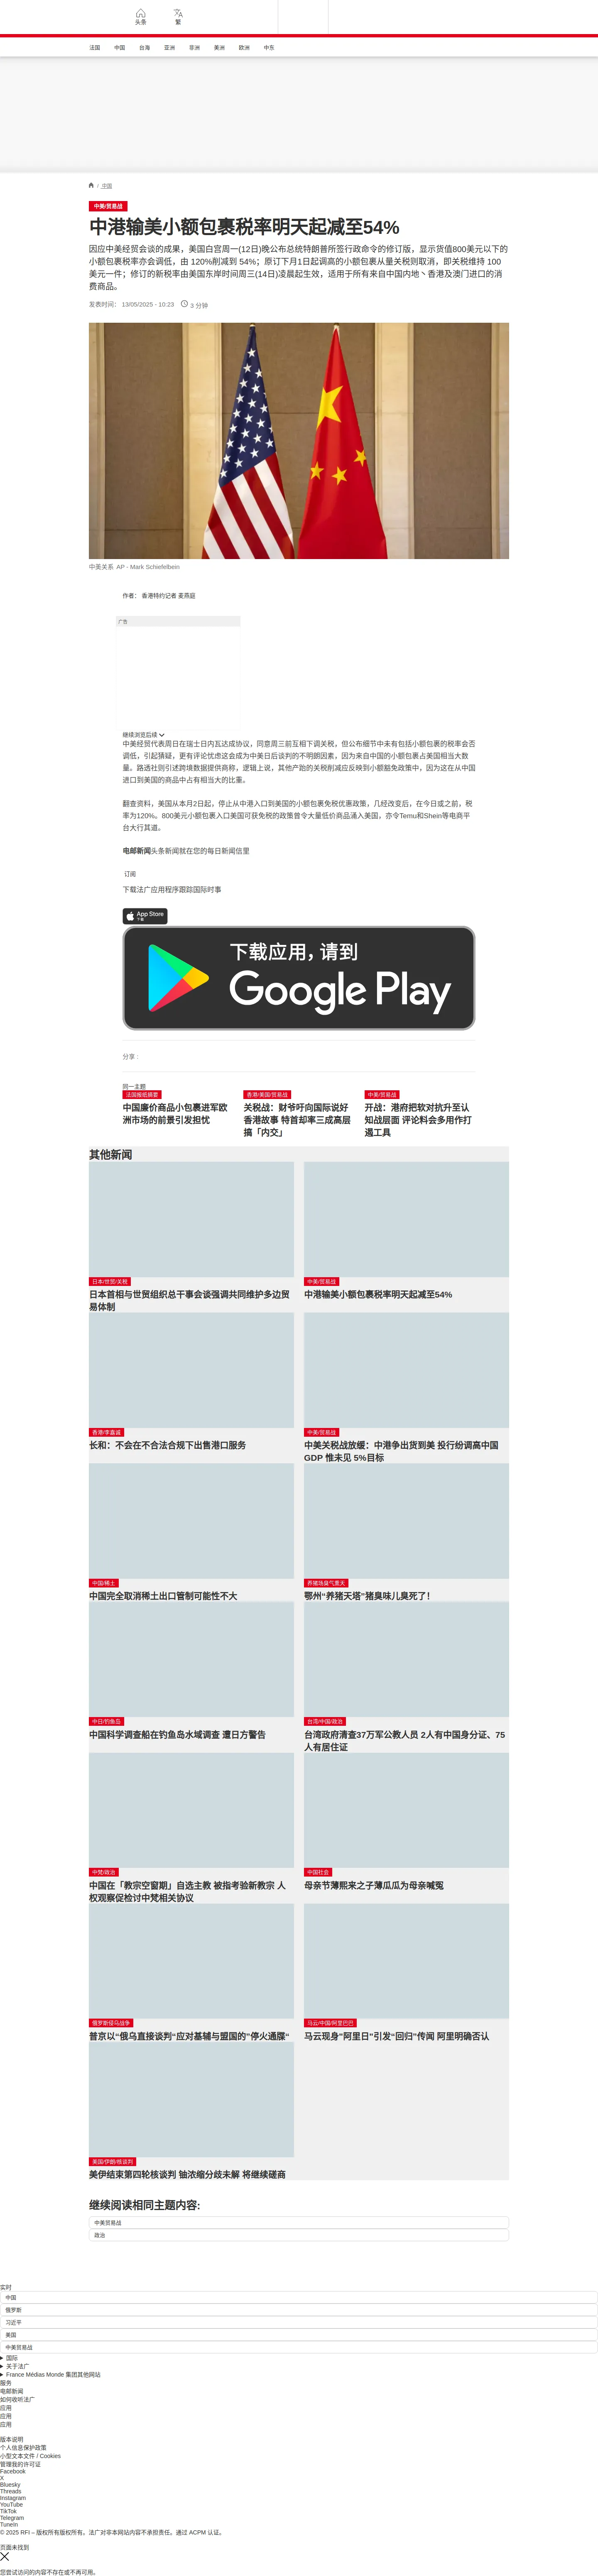 头条
繁
法国
中国
台海
亚洲
非洲
美洲
欧洲
中东
/ 中国
中美/贸易战
中港输美小额包裹税率明天起减至54%
因应中美经贸会谈的成果，美国白宫周一(12日)晚公布总统特朗普所签行政命令的修订版，显示货值800美元以下的
小额包裹税率亦会调低，由 120%削减到 54%；原订下月1日起调高的小额包裹从量关税则取消，即关税维持 100
美元一件；修订的新税率由美国东岸时间周三(14日)凌晨起生效，适用于所有来自中国内地丶香港及澳门进口的消
费商品。
发表时间： 13/05/2025 - 10:23
3 分钟
中美关系 AP - Mark Schiefelbein
作者： 香港特约记者 麦燕庭
广告
继续浏览后续
中美经贸代表周日在瑞士日内瓦达成协议，同意周三前互相下调关税，但公布细节中未有包括小额包裹的税率会否
调低，引起猜疑，更有评论忧虑这会成为中美日后谈判的不明朗因素，因为来自中国的小额包裹占美国相当大数
量。路透社则引述跨境数据提供商称，逻辑上说，其他产胎的关税削减应反映到小额豁免政策中，因为这在从中国
进口到美国的商品中占有相当大的比重。
翻查资料，美国从本月2日起，停止从中港入口到美国的小额包裹免税优惠政策，几经改变后，在今日或之前，税
率为120%。800美元小额包裹入口美国可获免税的政策曾令大量低价商品涌入美国，亦令Temu和Shein等电商平
台大行其道。
电邮新闻头条新闻就在您的每日新闻信里
订阅
下载法广应用程序跟踪国际时事
App Store
下载
下载应用，请到
Google Play
分享 :
同一主题
法国报纸摘要
中国廉价商品小包裹进军欧
洲市场的前景引发担忧
香港/美国/贸易战
关税战：财爷吁向国际说好
香港故事 特首却率三成高层
搞「内交」
中美/贸易战
开战：港府把软对抗升至认
知战层面 评论料会多用作打
遏工具
其他新闻
日本/世贸/关税
日本首相与世贸组织总干事会谈强调共同维护多边贸
易体制
中美/贸易战
中港输美小额包裹税率明天起减至54%
香港/李嘉诚
长和：不会在不合法合规下出售港口服务
中美/贸易战
中美关税战放缓：中港争出货到美 投行纷调高中国
GDP 惟未见 5%目标
中国/稀土
中国完全取消稀土出口管制可能性不大
养猪场臭气熏天
鄂州“养猪天塔”猪臭味儿臭死了！
中日/钓鱼岛
中国科学调查船在钓鱼岛水域调查 遭日方警告
台湾/中国/政治
台湾政府清查37万军公教人员 2人有中国身分证、75
人有居住证
中梵/政治
中国在「教宗空窗期」自选主教 被指考验新教宗 人
权观察促检讨中梵相关协议
中国社会
母亲节薄熙来之子薄瓜瓜为母亲喊冤
俄罗斯侵乌战争
普京以“俄乌直接谈判“应对基辅与盟国的”停火通牒“
马云/中国/阿里巴巴
马云现身"阿里日"引发“回归”传闻 阿里明确否认
美国/伊朗/核谈判
美伊结束第四轮核谈判 铀浓缩分歧未解 将继续磋商
继续阅读相同主题内容:
中美贸易战
政治
实时
中国
俄罗斯
习近平
美国
中美贸易战
国际
关于法广
France Médias Monde 集团其他网站
服务
电邮新闻
如何收听法广
应用
应用
应用
版本说明
个人信息保护政策
小型文本文件 / Cookies
管理我的许可证
Facebook
X
Bluesky
Threads
Instagram
YouTube
TikTok
Telegram
TuneIn
© 2025 RFI – 版权所有版权所有。法广对非本网站内容不承担责任。通过 ACPM 认证。
页面未找到
您尝试访问的内容不存在或不再可用。